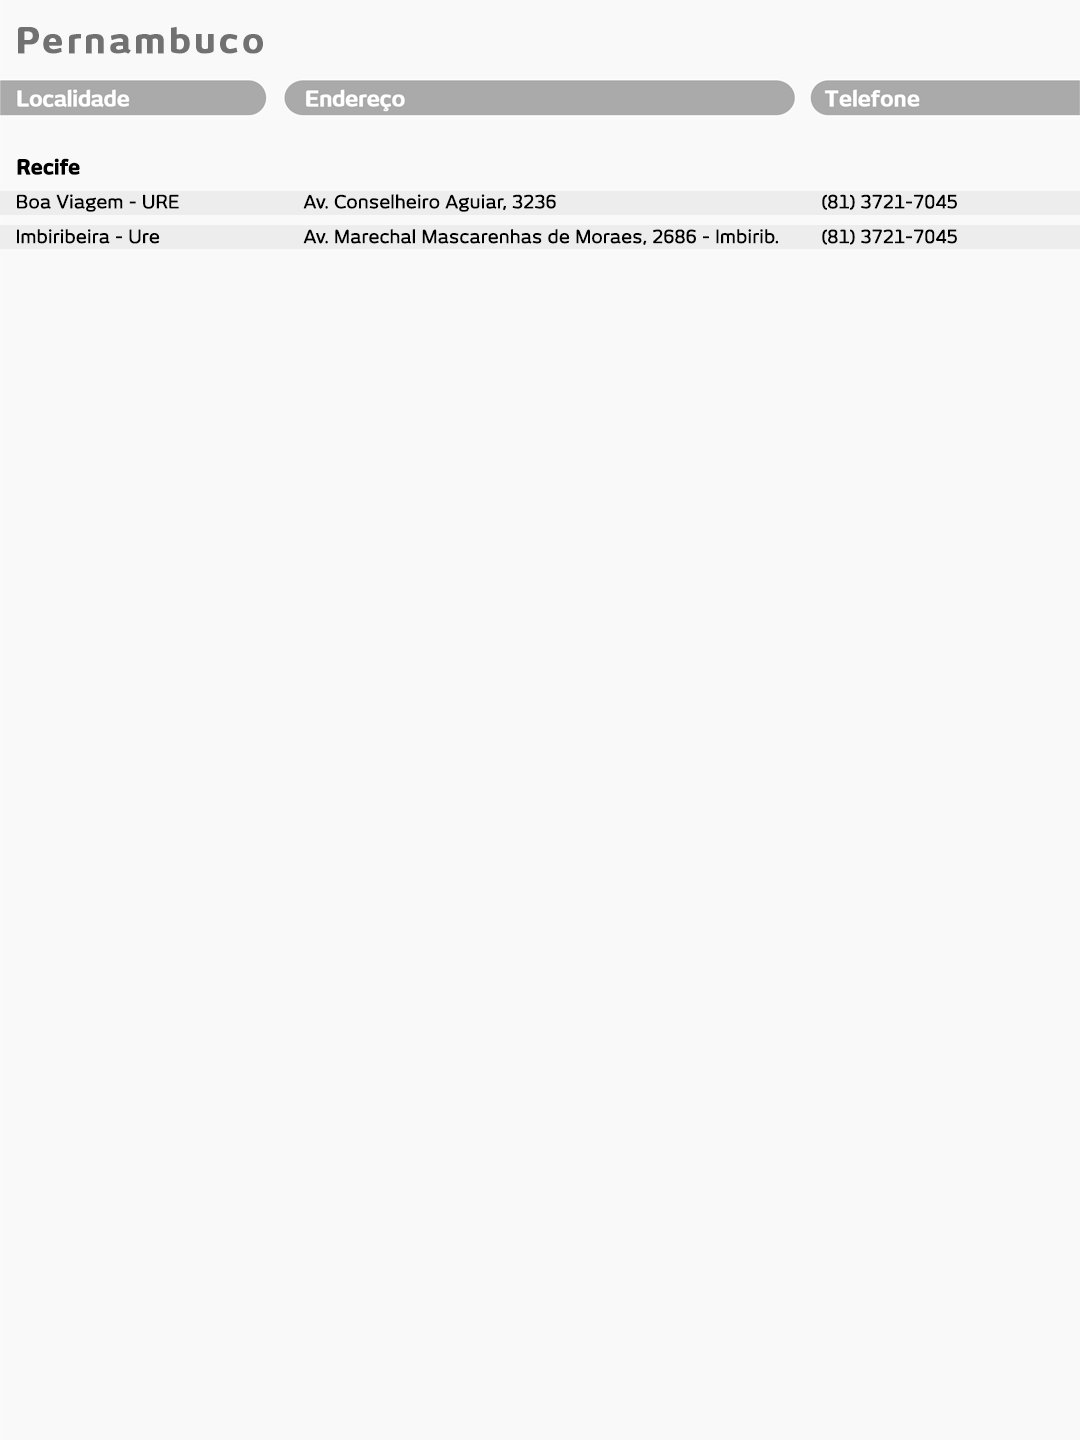 Pernambuco
Localidade Endereço Telefone
Recife
Boa Viagem - URE Av. Conselheiro Aguiar, 3236 (81) 3721-7045
Imbiribeira - Ure Av. Marechal Mascarenhas de Moraes, 2686 - Imbirib. (81) 3721-7045